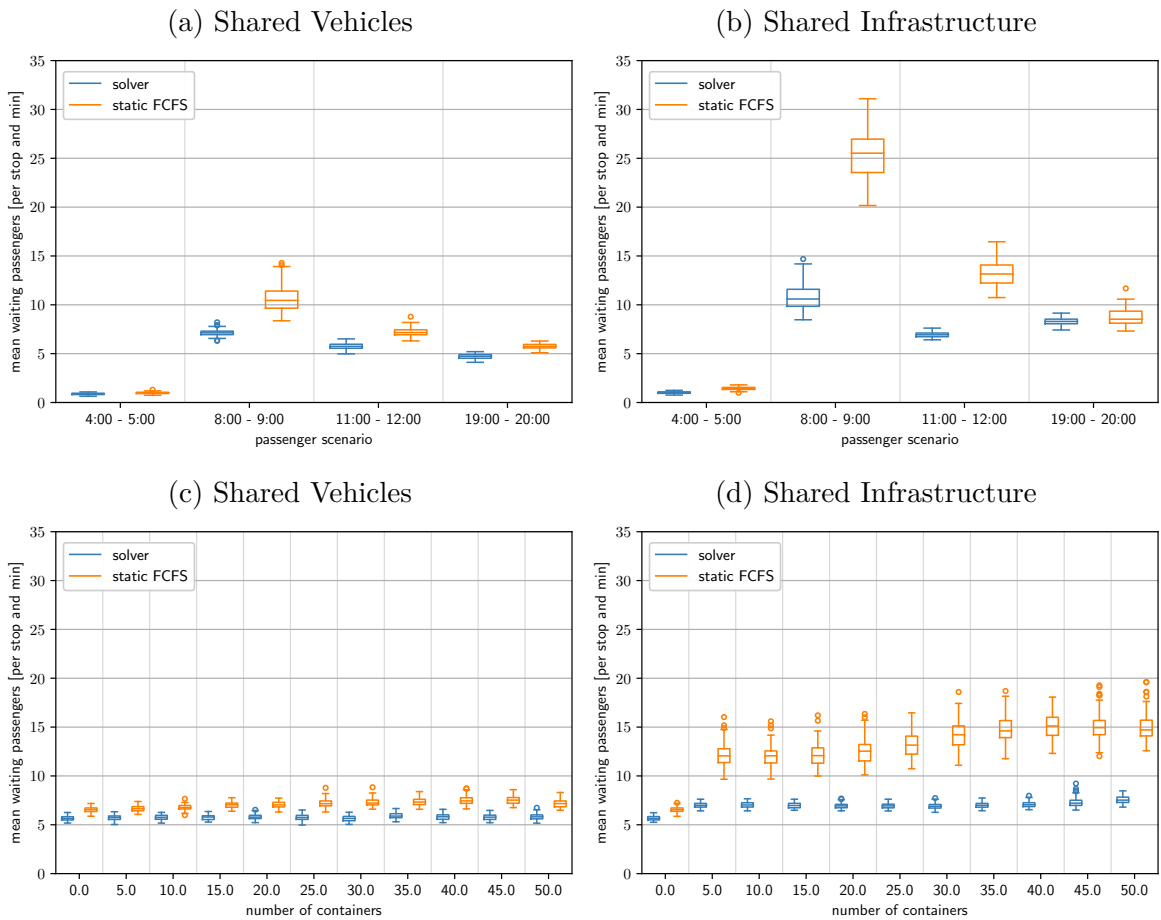 (a) Shared Vehicles
mean waiting passengers [per stop and min]
35
30
25
20
15
10
5
0
solver
static FCFS
4:00 - 5:00 8:00 - 9:00 11:00 - 12:00 19:00 - 20:00
passenger scenario
(b) Shared Infrastructure
mean waiting passengers [per stop and min]
35
30
25
20
15
10
5
0
solver
static FCFS
4:00 - 5:00 8:00 - 9:00 11:00 - 12:00 19:00 - 20:00
passenger scenario
(c) Shared Vehicles
mean waiting passengers [per stop and min]
35
30
25
20
15
10
5
0
solver
static FCFS
0.0 5.0 10.0 15.0 20.0 25.0 30.0 35.0 40.0 45.0 50.0
number of containers
(d) Shared Infrastructure
mean waiting passengers [per stop and min]
35
30
25
20
15
10
5
0
solver
static FCFS
0.0 5.0 10.0 15.0 20.0 25.0 30.0 35.0 40.0 45.0 50.0
number of containers